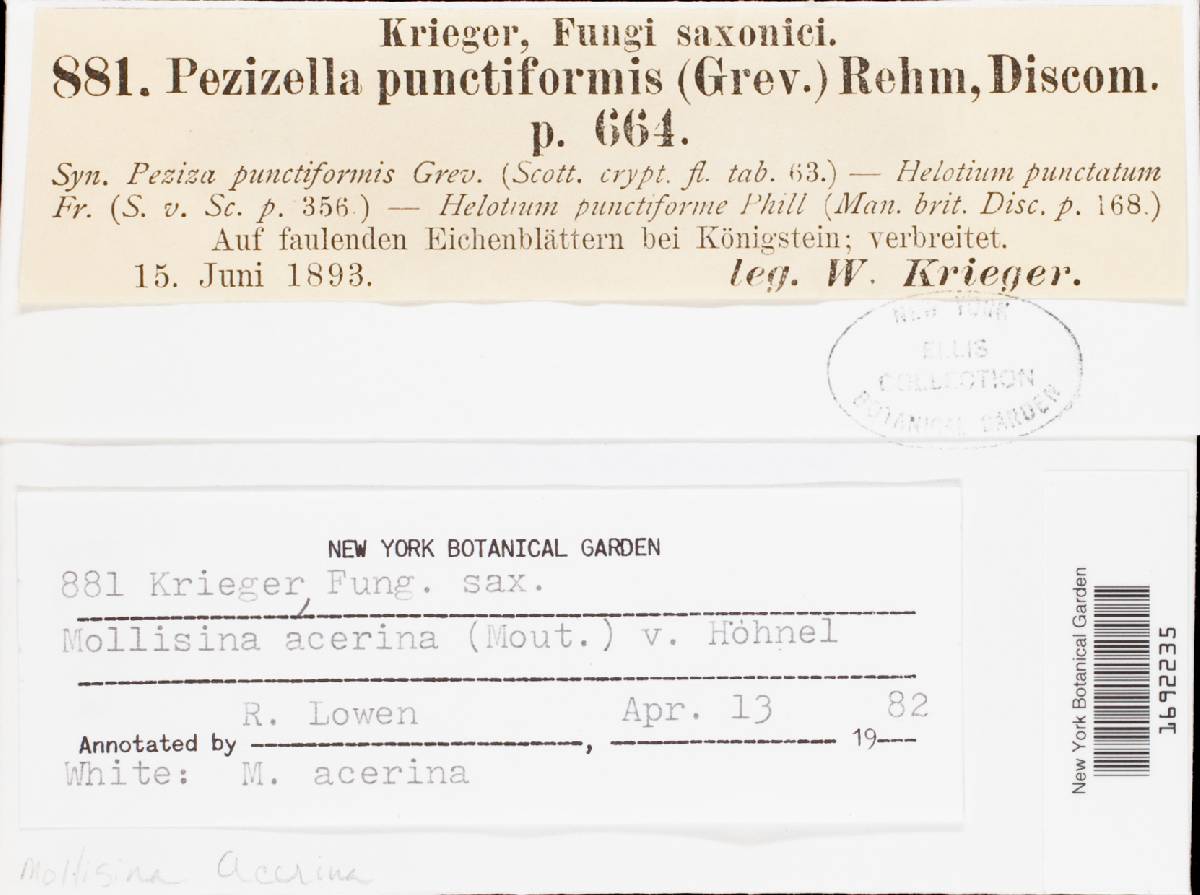 Krieger, Fungi saxonici.
881. Pezizella punctiformis (Grev.) Rehm, Discom.
p. 664.
Syn. Peziza punctiformis Grev. (Scott. crypt. fl. tab. 63.) — Helotium punctatum
Fr. (S. v. Sc. p. 356.) — Helotium punctiforme Phill (Man. brit. Disc. p. 168.)
Auf faulenden Eichenblättern bei Königstein; verbreitet.
15. Juni 1893. leg. W. Krieger.
NEW YORK
ELLIS
COLLECTION
BOTANICAL GARDEN
NEW YORK BOTANICAL GARDEN
881 Krieger, Fung. sax.
Mollisina acerina (Mout.) v. Höhnel
R. Lowen Apr. 13 82
Annotated by , 19
White: M. acerina
Mollisina Acerina
New York Botanical Garden
1692235